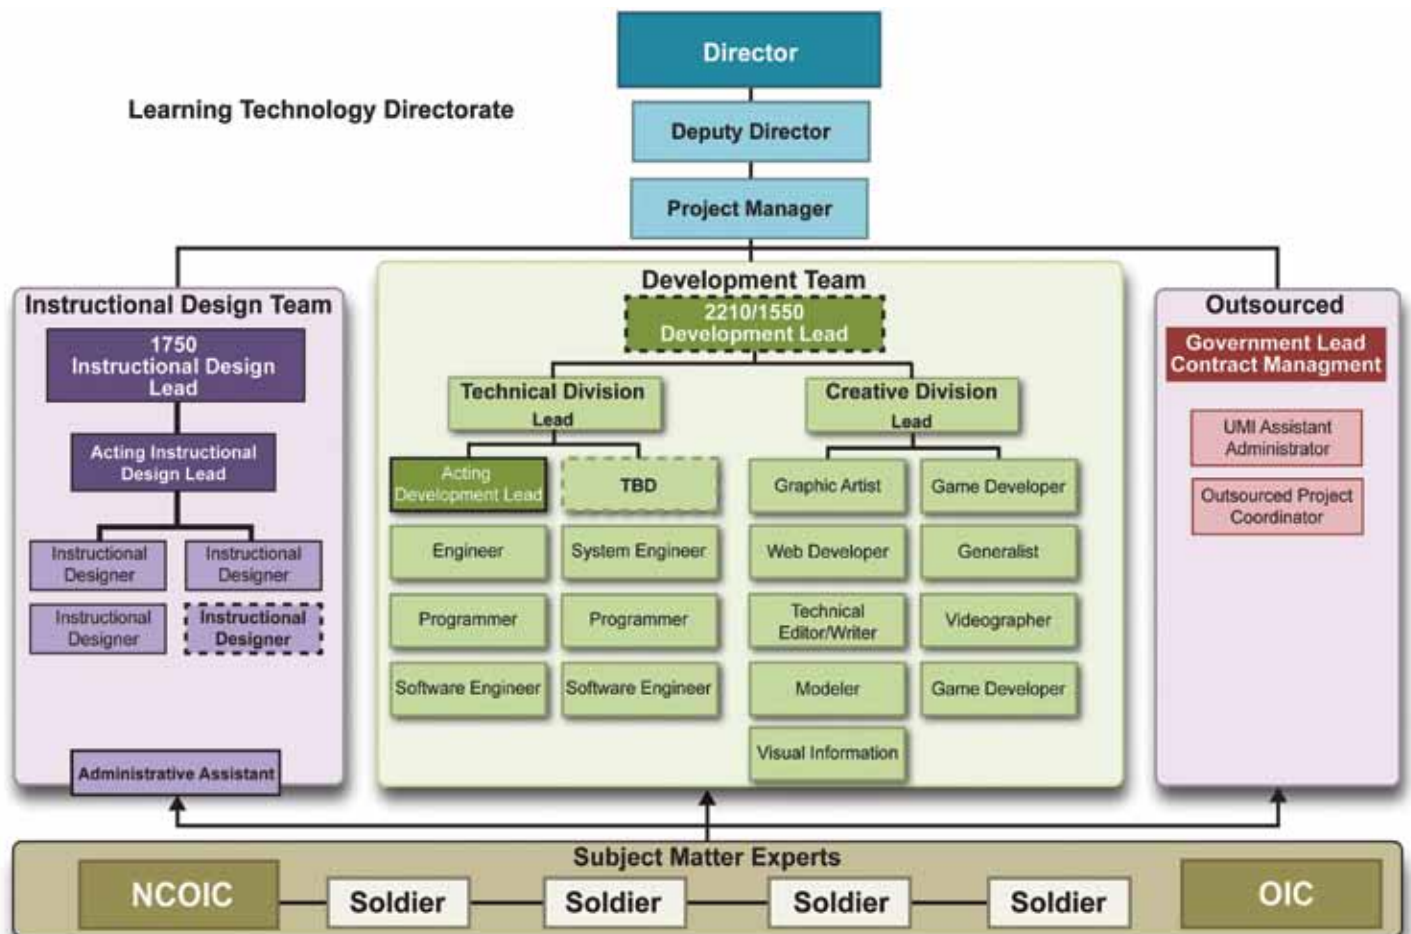 Director
Learning Technology Directorate
Deputy Director
Project Manager
Instructional Design Team
1750
Instructional Design
Lead
Acting Instructional
Design Lead
Instructional
Designer
Instructional
Designer
Instructional
Designer
Instructional
Designer
Administrative Assistant
Development Team
2210/1550
Development Lead
Technical Division
Lead
Creative Division
Lead
Acting
Development Lead
TBD
Engineer
System Engineer
Programmer
Programmer
Software Engineer
Software Engineer
Graphic Artist
Game Developer
Web Developer
Generalist
Technical
Editor/Writer
Videographer
Modeler
Game Developer
Visual Information
Outsourced
Government Lead
Contract Managment
UMI Assistant
Administrator
Outsourced Project
Coordinator
Subject Matter Experts
NCOIC
Soldier
Soldier
Soldier
Soldier
OIC